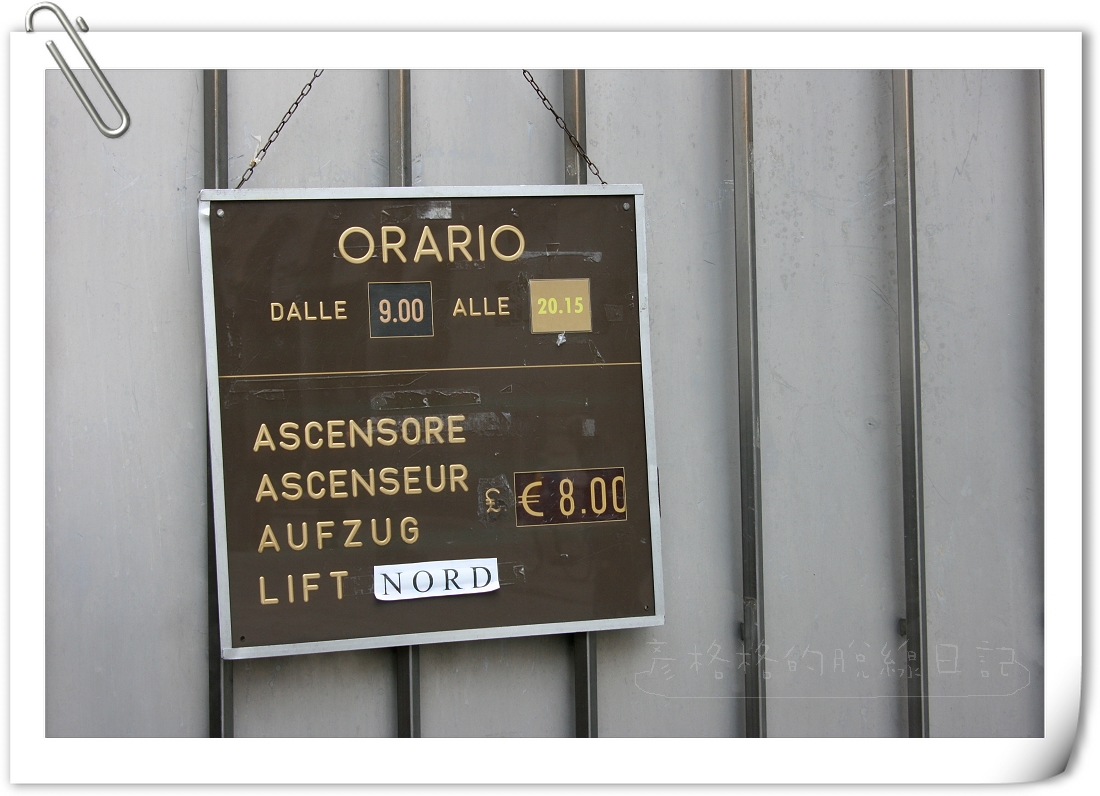 ORARIO
DALLE 9.00 ALLE 20.15
ASCENSORE
ASCENSEUR
£ € 8.00
AUFZUG
LIFT NORD
彥格格的脫線日記